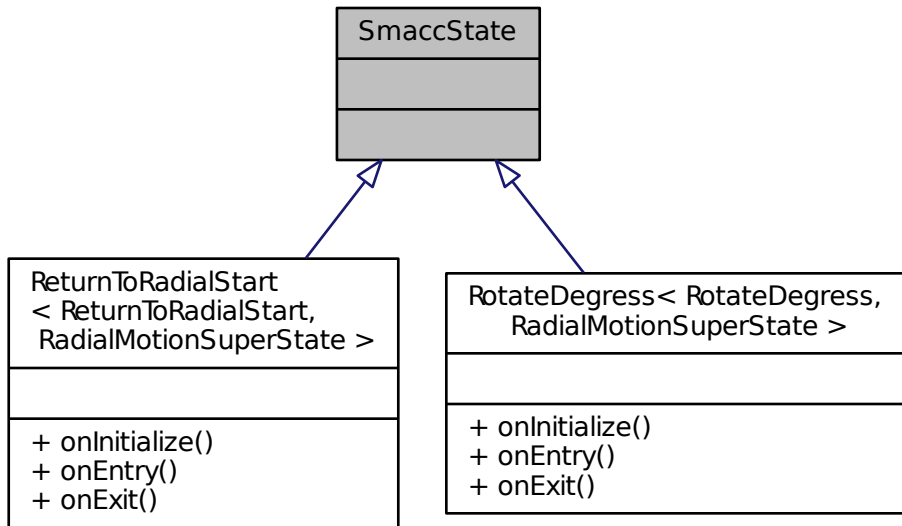 SmaccState
ReturnToRadialStart
< ReturnToRadialStart,
RadialMotionSuperState >
+ onInitialize()
+ onEntry()
+ onExit()
RotateDegress< RotateDegress,
RadialMotionSuperState >
+ onInitialize()
+ onEntry()
+ onExit()